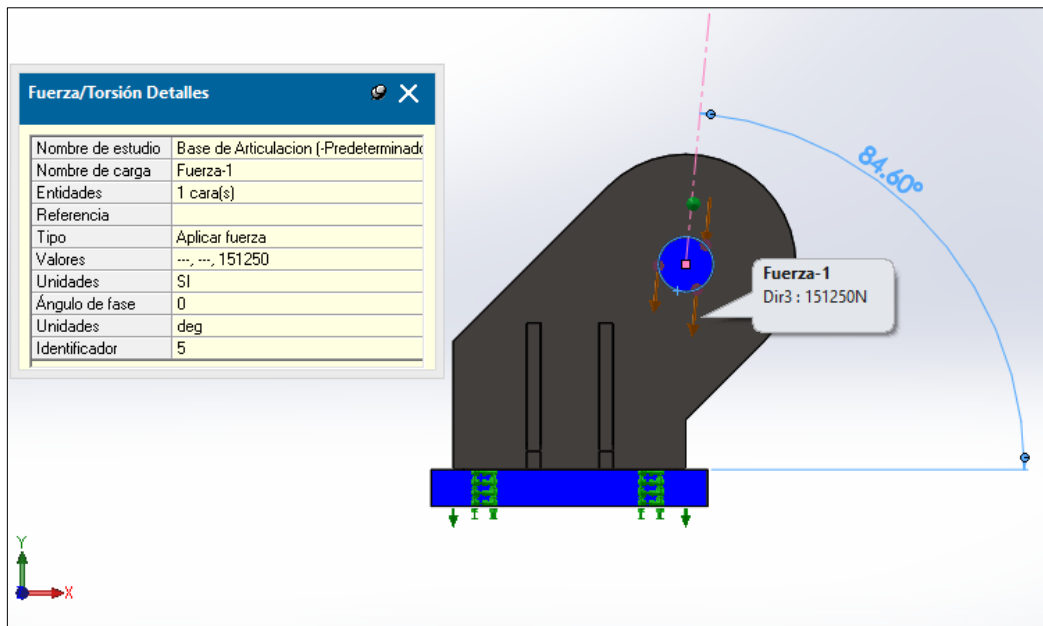 Fuerza/Torsión Detalles
Nombre de estudio Base de Articulacion (-Predeterminado
Nombre de carga Fuerza-1
Entidades 1 cara(s)
Referencia
Tipo Aplicar fuerza
Valores ---, ---, 151250
Unidades SI
Ángulo de fase 0
Unidades deg
Identificador 5
84.60°
Fuerza-1
Dir3 : 151250N
Y
X